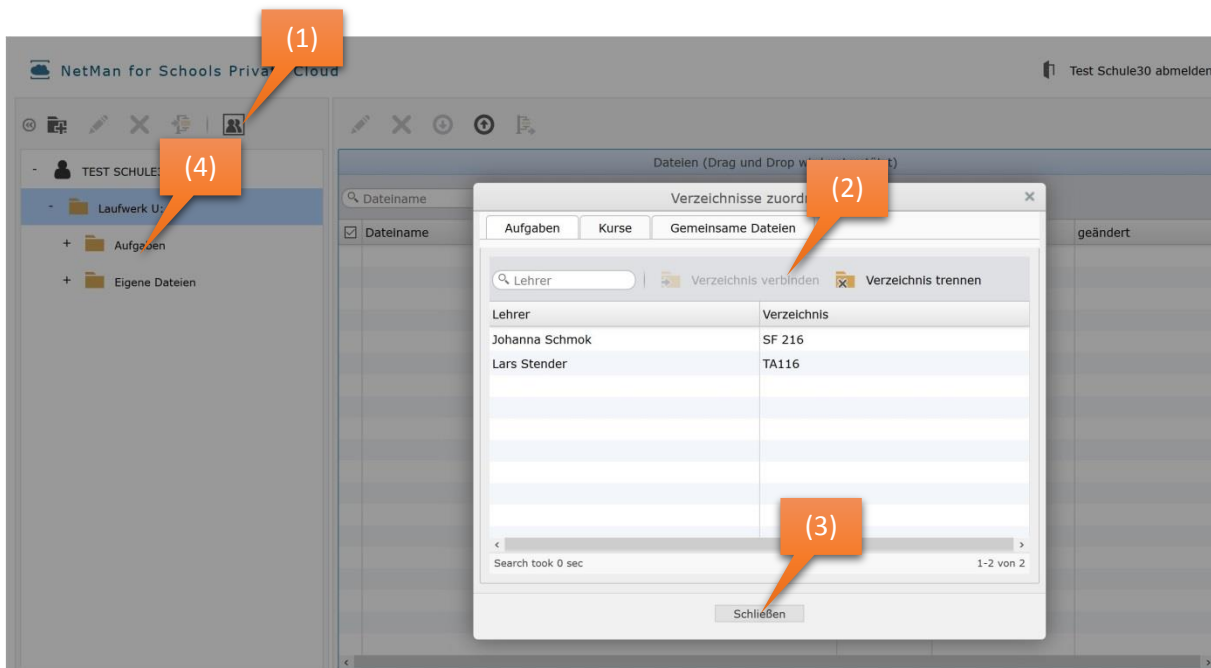 (1)
NetMan for Schools Private Cloud
Test Schule30 abmelden
(4)
TEST SCHULE30
Laufwerk U:
Aufgaben
Eigene Dateien
Dateien (Drag und Drop wird unterstützt)
(2)
Dateiname
Dateiname
geändert
Verzeichnisse
Aufgaben
Kurse
Gemeinsame Dateien
Lehrer
Verzeichnis verbinden
Verzeichnis trennen
Lehrer
Verzeichnis
Johanna Schmok
SF 216
Lars Stender
TA116
(3)
Search took 0 sec
1-2 von 2
Schließen